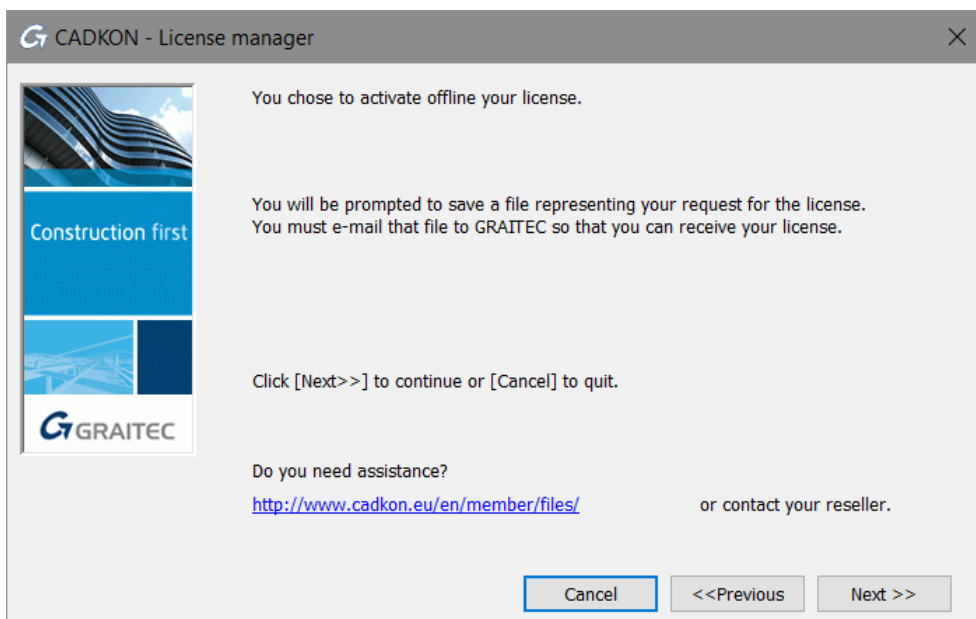 CADKON - License manager
You chose to activate offline your license.
You will be prompted to save a file representing your request for the license.
You must e-mail that file to GRAITEC so that you can receive your license.
Construction first
Click [Next>>] to continue or [Cancel] to quit.
GRAITEC
Do you need assistance?
http://www.cadkon.eu/en/member/files/ or contact your reseller.
Cancel <<Previous Next >>